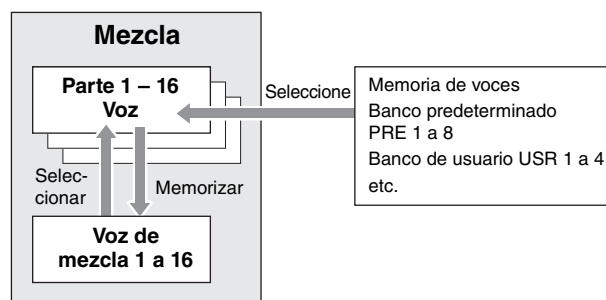 Mezcla
Parte 1 – 16
Voz
Selec-
cionar
Memorizar
Voz de
mezcla 1 a 16
Seleccione
Memoria de voces
Banco predeterminado
PRE 1 a 8
Banco de usuario USR 1 a 4
etc.